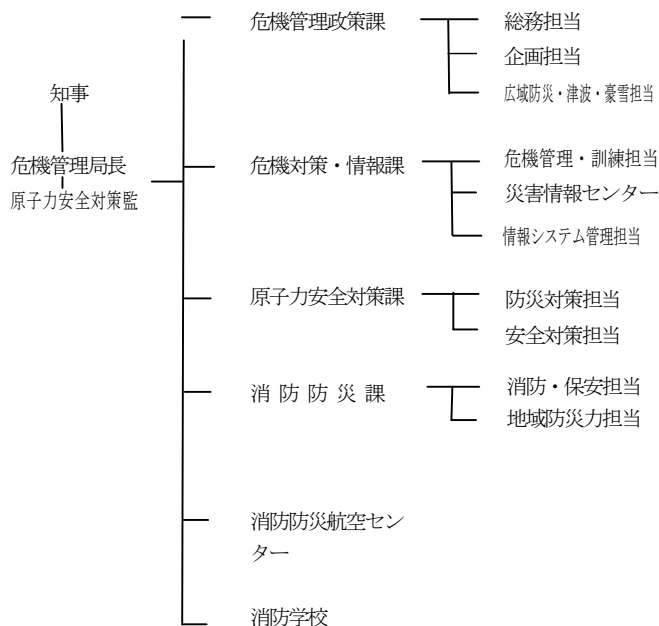 知事
危機管理局長
原子力安全対策監
危機管理政策課
総務担当
企画担当
広域防災・津波・豪雪担当
危機対策・情報課
危機管理・訓練担当
災害情報センター
情報システム管理担当
原子力安全対策課
防災対策担当
安全対策担当
消防防災課
消防・保安担当
地域防災力担当
消防防災航空セン
ター
消防学校